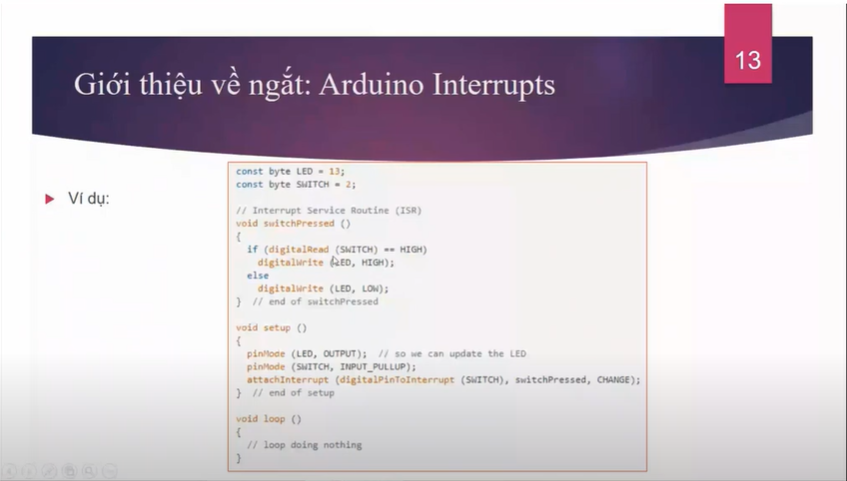 13
Giới thiệu về ngắt: Arduino Interrupts
Ví dụ:
const byte LED = 13;
const byte SWITCH = 2;
// Interrupt Service Routine (ISR)
void switchPressed ()
{
if (digitalRead (SWITCH) == HIGH)
digitalWrite (LED, HIGH);
else
digitalWrite (LED, LOW);
} // end of switchPressed
void setup ()
{
pinMode (LED, OUTPUT); // so we can update the LED
pinMode (SWITCH, INPUT_PULLUP);
attachInterrupt (digitalPinToInterrupt (SWITCH), switchPressed, CHANGE);
} // end of setup
void loop ()
{
// loop doing nothing
}